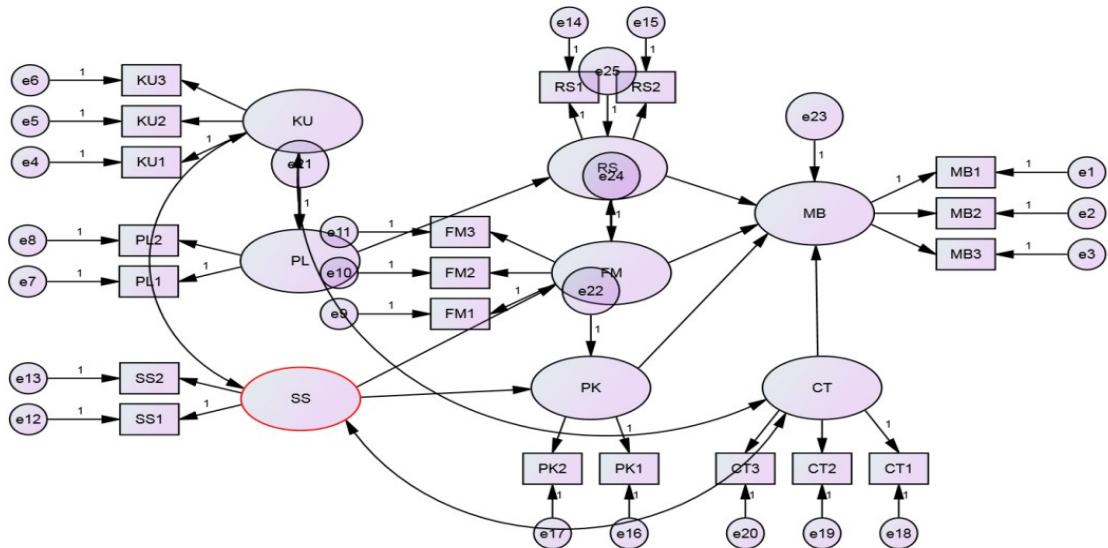 e14
e15
e6
1
KU3
1
1
e25
RS1
RS2
e5
1
KU2
KU
1
1
e23
e4
1
KU1
1
e21
1
RS
e24
1
1
MB1
1
e1
e8
1
PL2
1
e11
1
FM3
1
MB
MB2
1
e2
e7
1
PL1
1
PL
e10
1
FM2
FM
MB3
1
e3
e9
1
FM1
1
e22
1
e13
1
SS2
SS
PK
CT
e12
1
SS1
1
1
1
PK2
PK1
CT3
CT2
CT1
1
1
1
1
1
e17
e16
e20
e19
e18